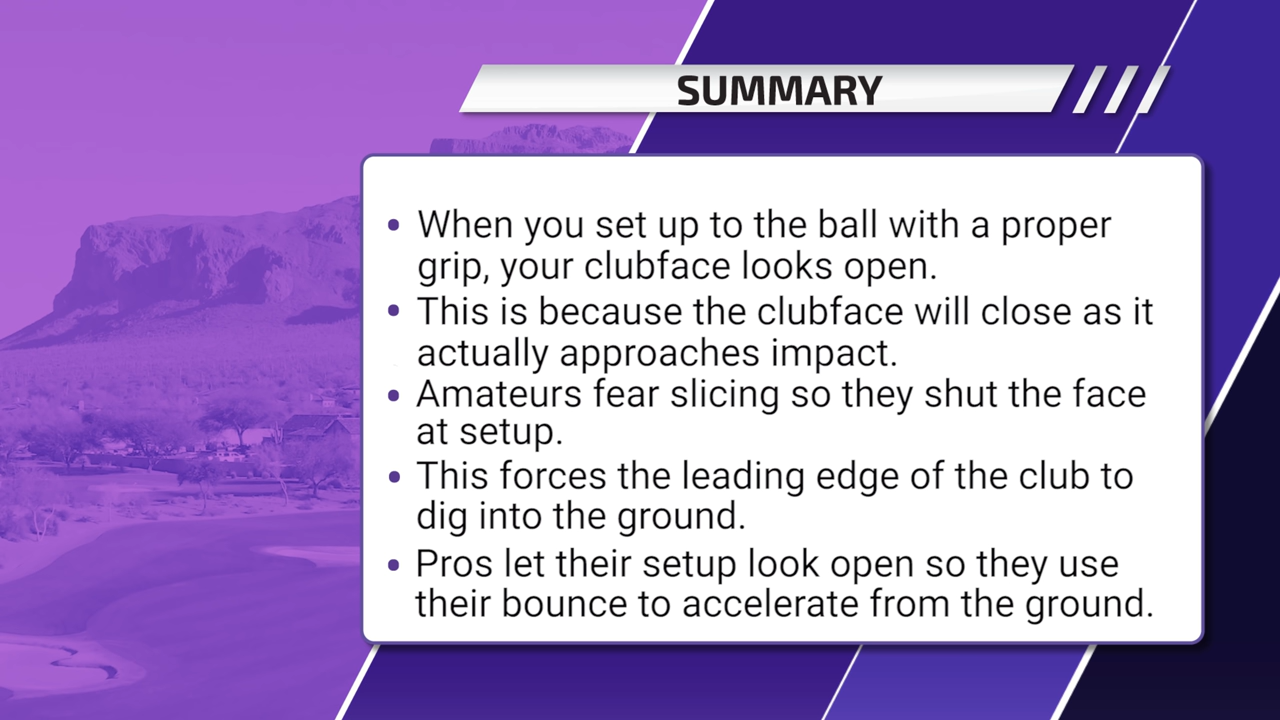 SUMMARY
• When you set up to the ball with a proper
grip, your clubface looks open.
• This is because the clubface will close as it
actually approaches impact.
• Amateurs fear slicing so they shut the face
at setup.
• This forces the leading edge of the club to
dig into the ground.
• Pros let their setup look open so they use
their bounce to accelerate from the ground.